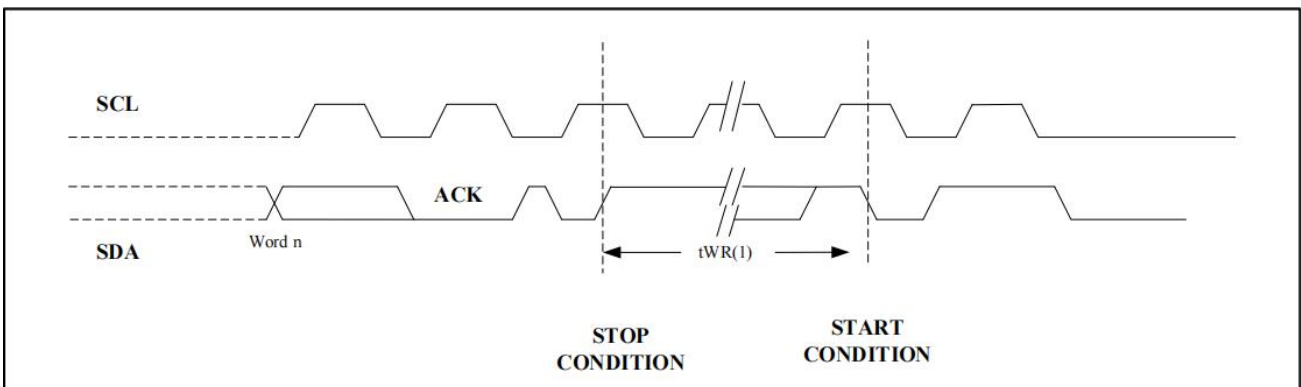 SCL
ACK
Word n
SDA
tWR(1)
STOP
CONDITION
START
CONDITION